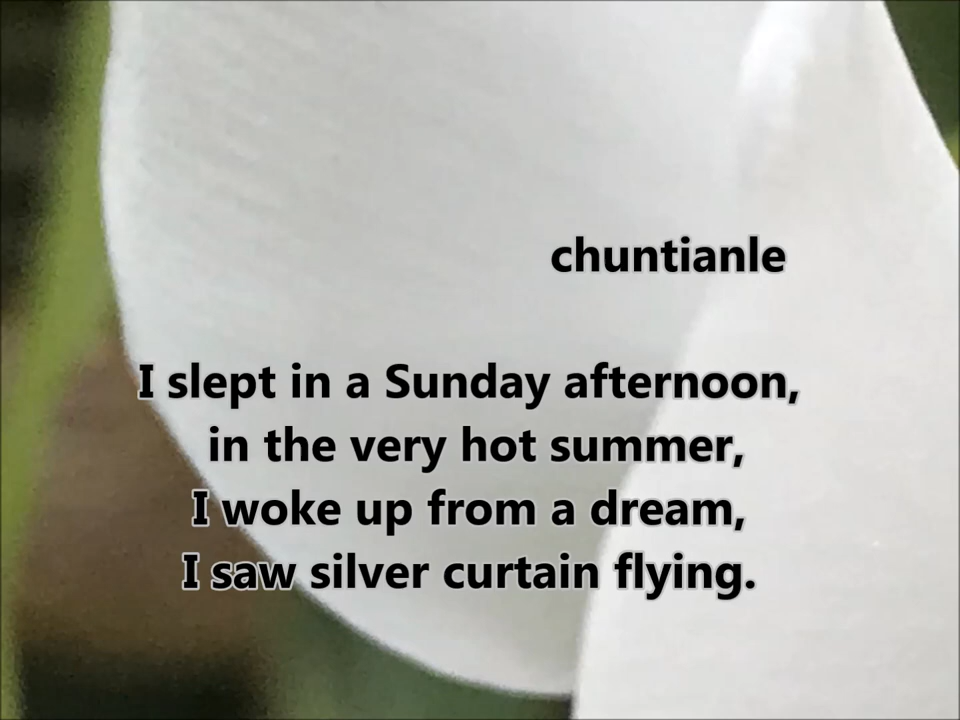 chuntianle
I slept in a Sunday afternoon,
in the very hot summer,
I woke up from a dream,
I saw silver curtain flying.